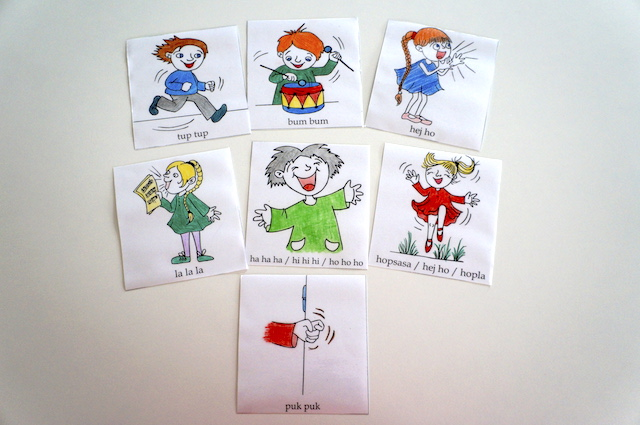 tup tup
bum bum
hej ho
la la la
ha ha ha / hi hi hi / ho ho ho
hopsasa / hej ho / hopla
puk puk